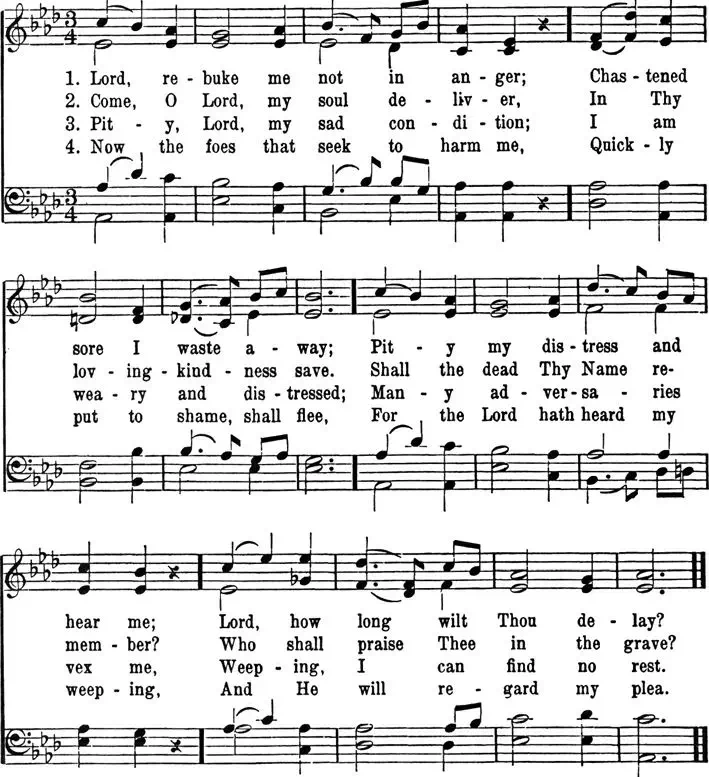 3
4
1. Lord, re - buke me not in an - ger; Chas - tened
2. Come, O Lord, my soul de - liv - er, In Thy
3. Pit - y, Lord, my sad con - di - tion; I am
4. Now the foes that seek to harm me, Quick - ly
3
4
sore I waste a - way; Pit - y my dis - tress and
lov - ing - kind - ness save. Shall the dead Thy Name re-
wea - ry and dis - tressed; Man - y ad - ver - sa - ries
put to shame, shall flee, For the Lord hath heard my
hear me; Lord, how long wilt Thou de - lay?
mem - ber? Who shall praise Thee in the grave?
vex me, Weep - ing, I can find no rest.
weep - ing, And He will re - gard my plea.